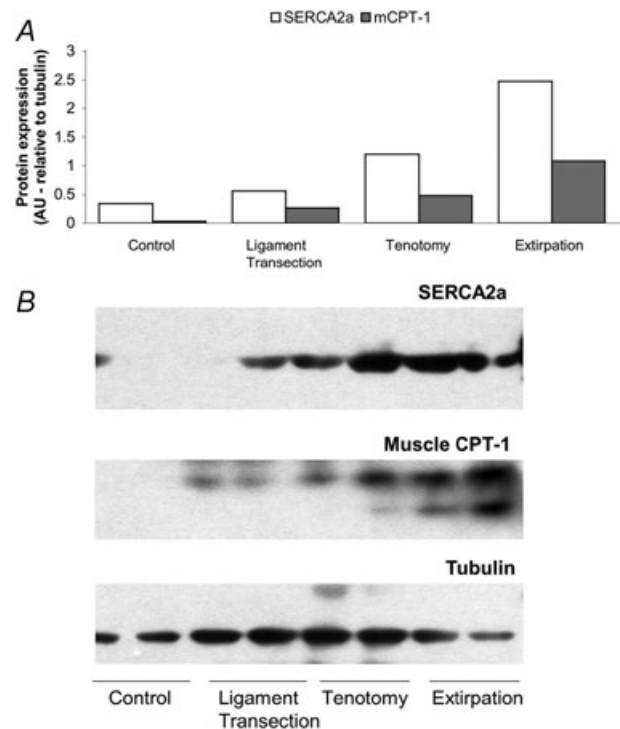 A
SERCA2a mCPT-1
Protein expression
(AU - relative to tubulin)
3
2.5
2
1.5
1
0.5
0
Control
Ligament
Transection
Tenotomy
Extirpation
B
SERCA2a
Muscle CPT-1
Tubulin
Control
Ligament
Transection
Tenotomy
Extirpation